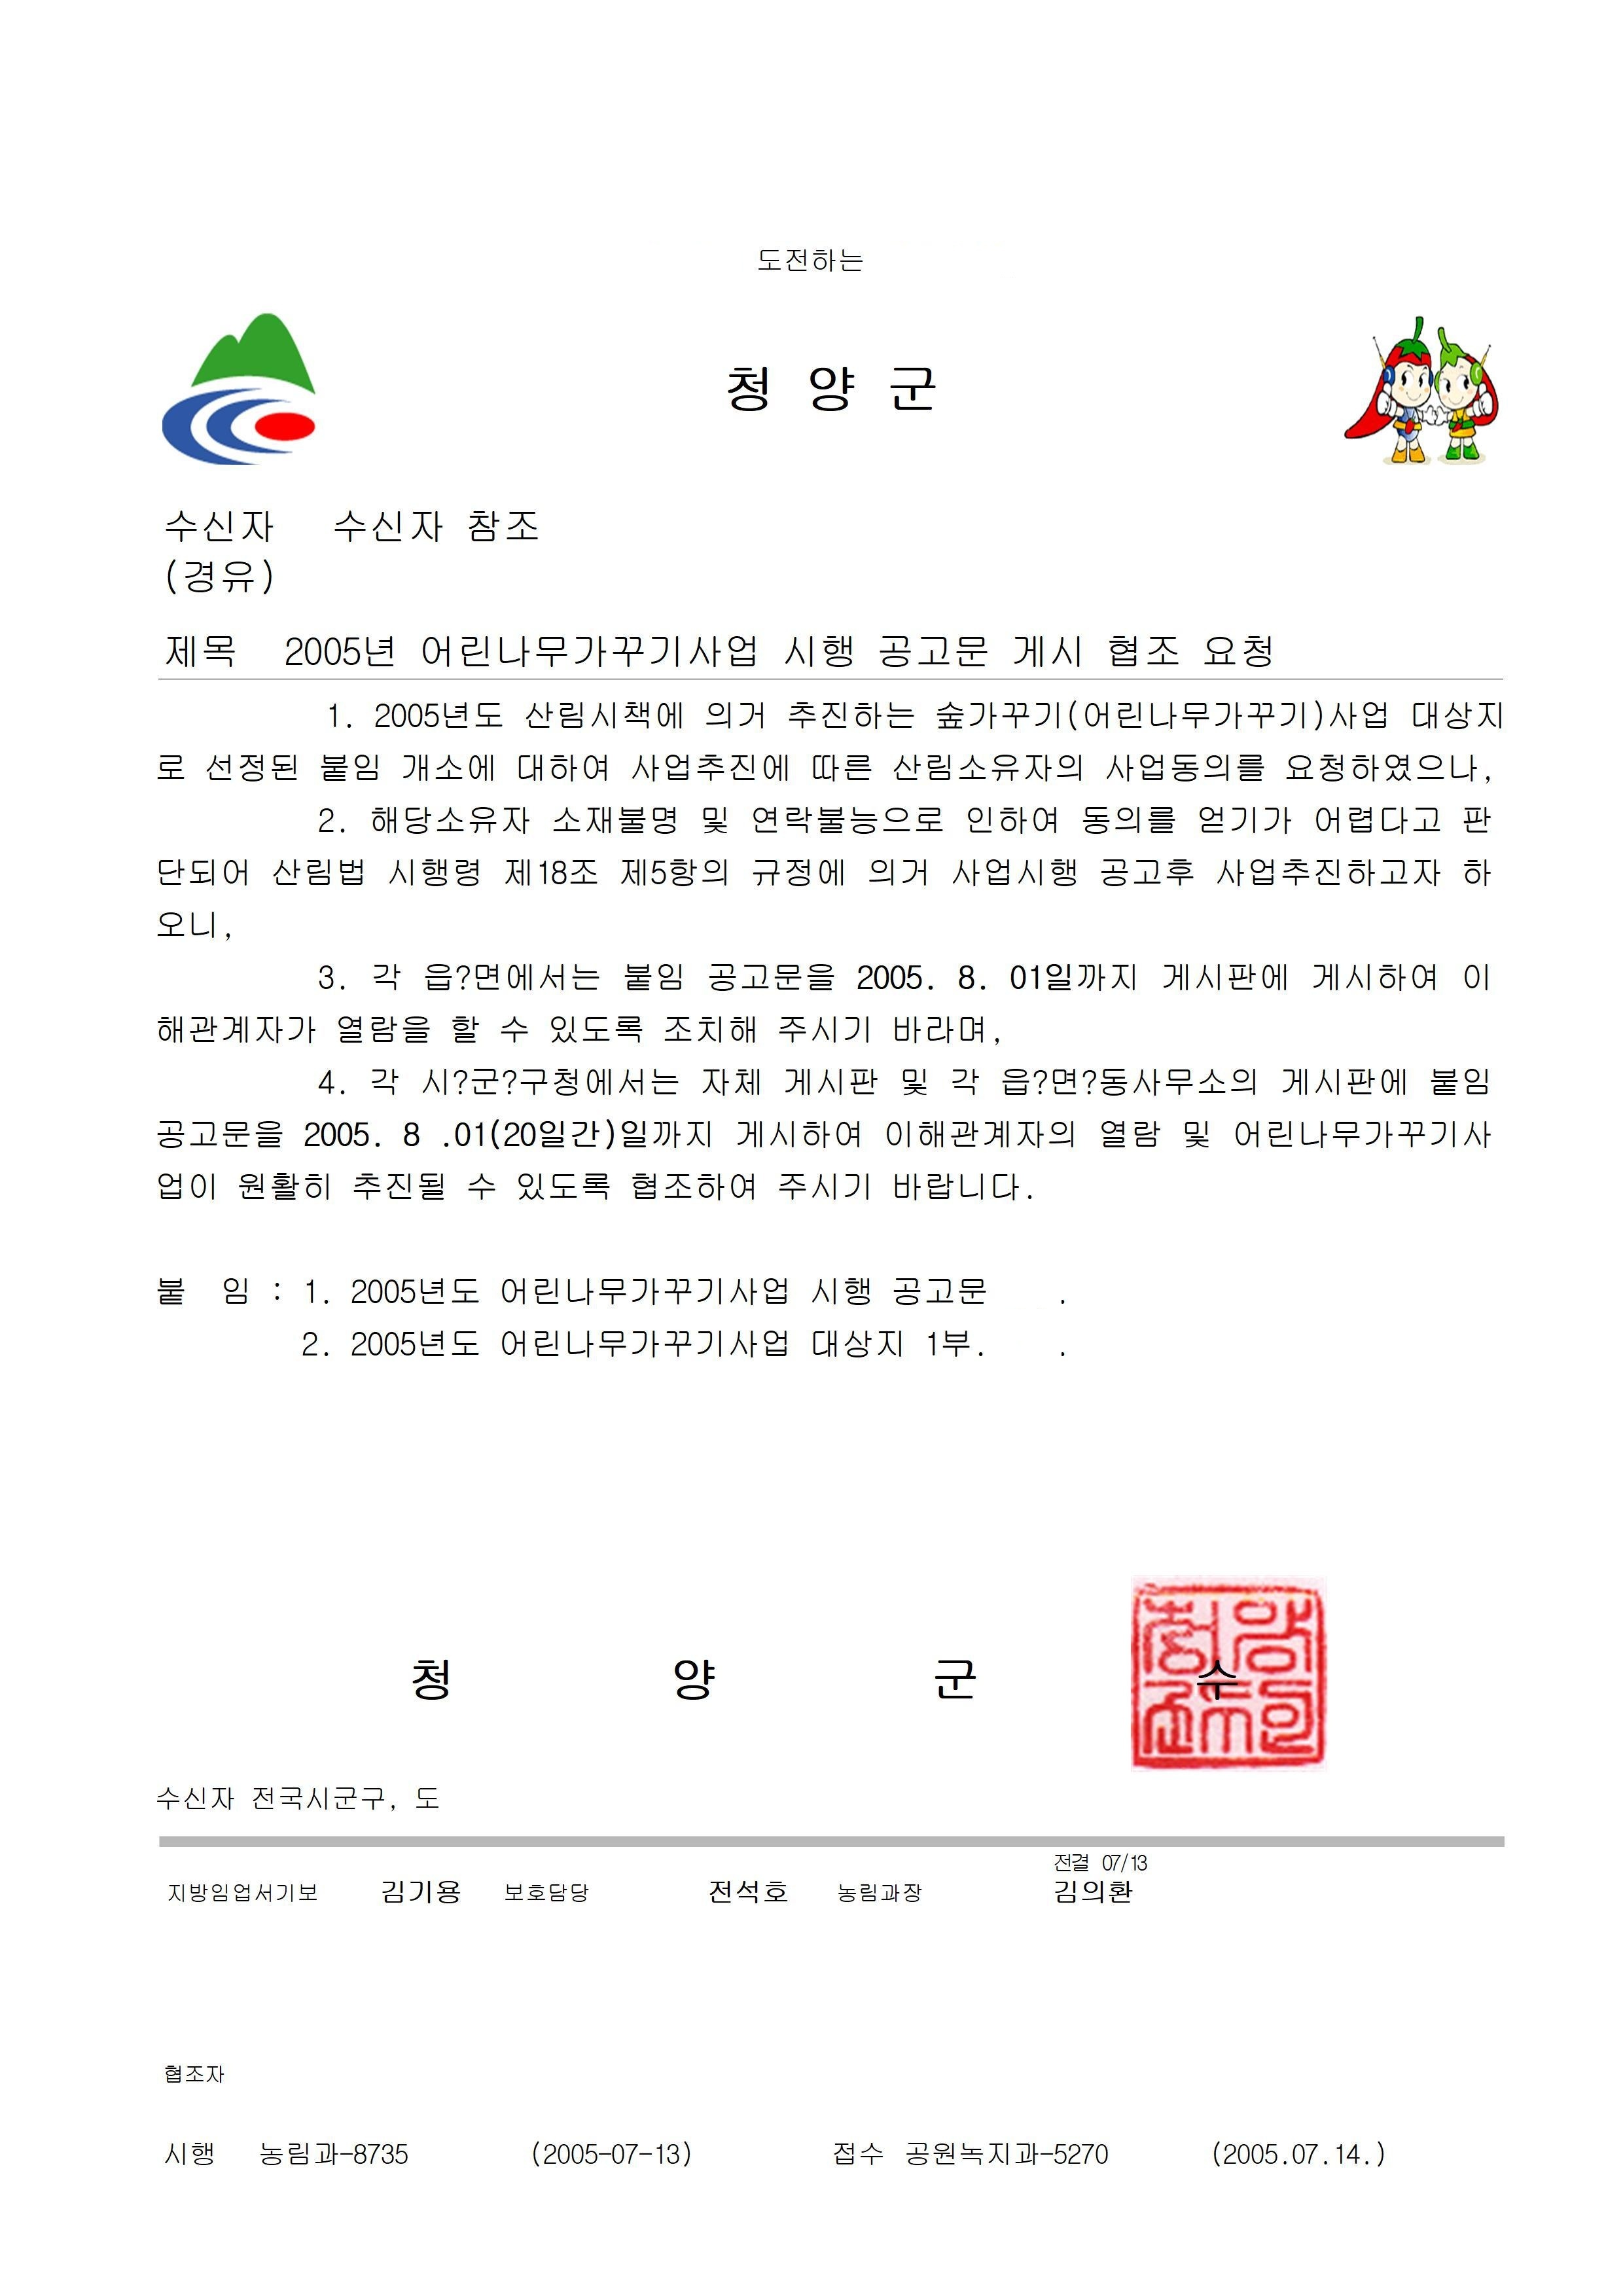 도전하는
청 양 군
수신자 수신자 참조
(경유)
제목 2005년 어린나무가꾸기사업 시행 공고문 게시 협조 요청
1. 2005년도 산림시책에 의거 추진하는 숲가꾸기(어린나무가꾸기)사업 대상지
로 선정된 붙임 개소에 대하여 사업추진에 따른 산림소유자의 사업동의를 요청하였으나,
2. 해당소유자 소재불명 및 연락불능으로 인하여 동의를 얻기가 어렵다고 판
단되어 산림법 시행령 제18조 제5항의 규정에 의거 사업시행 공고후 사업추진하고자 하
오니,
3. 각 읍?면에서는 붙임 공고문을 2005. 8. 01일까지 게시판에 게시하여 이
해관계자가 열람을 할 수 있도록 조치해 주시기 바라며,
4. 각 시?군?구청에서는 자체 게시판 및 각 읍?면?동사무소의 게시판에 붙임
공고문을 2005. 8 .01(20일간)일까지 게시하여 이해관계자의 열람 및 어린나무가꾸기사
업이 원활히 추진될 수 있도록 협조하여 주시기 바랍니다.
붙 임 : 1. 2005년도 어린나무가꾸기사업 시행 공고문 .
2. 2005년도 어린나무가꾸기사업 대상지 1부. .
청 양 군 수
수신자 전국시군구, 도
전결 07/13
지방임업서기보 김기용 보호담당 전석호 농림과장 김의환
협조자
시행 농림과-8735 (2005-07-13) 접수 공원녹지과-5270 (2005.07.14.)